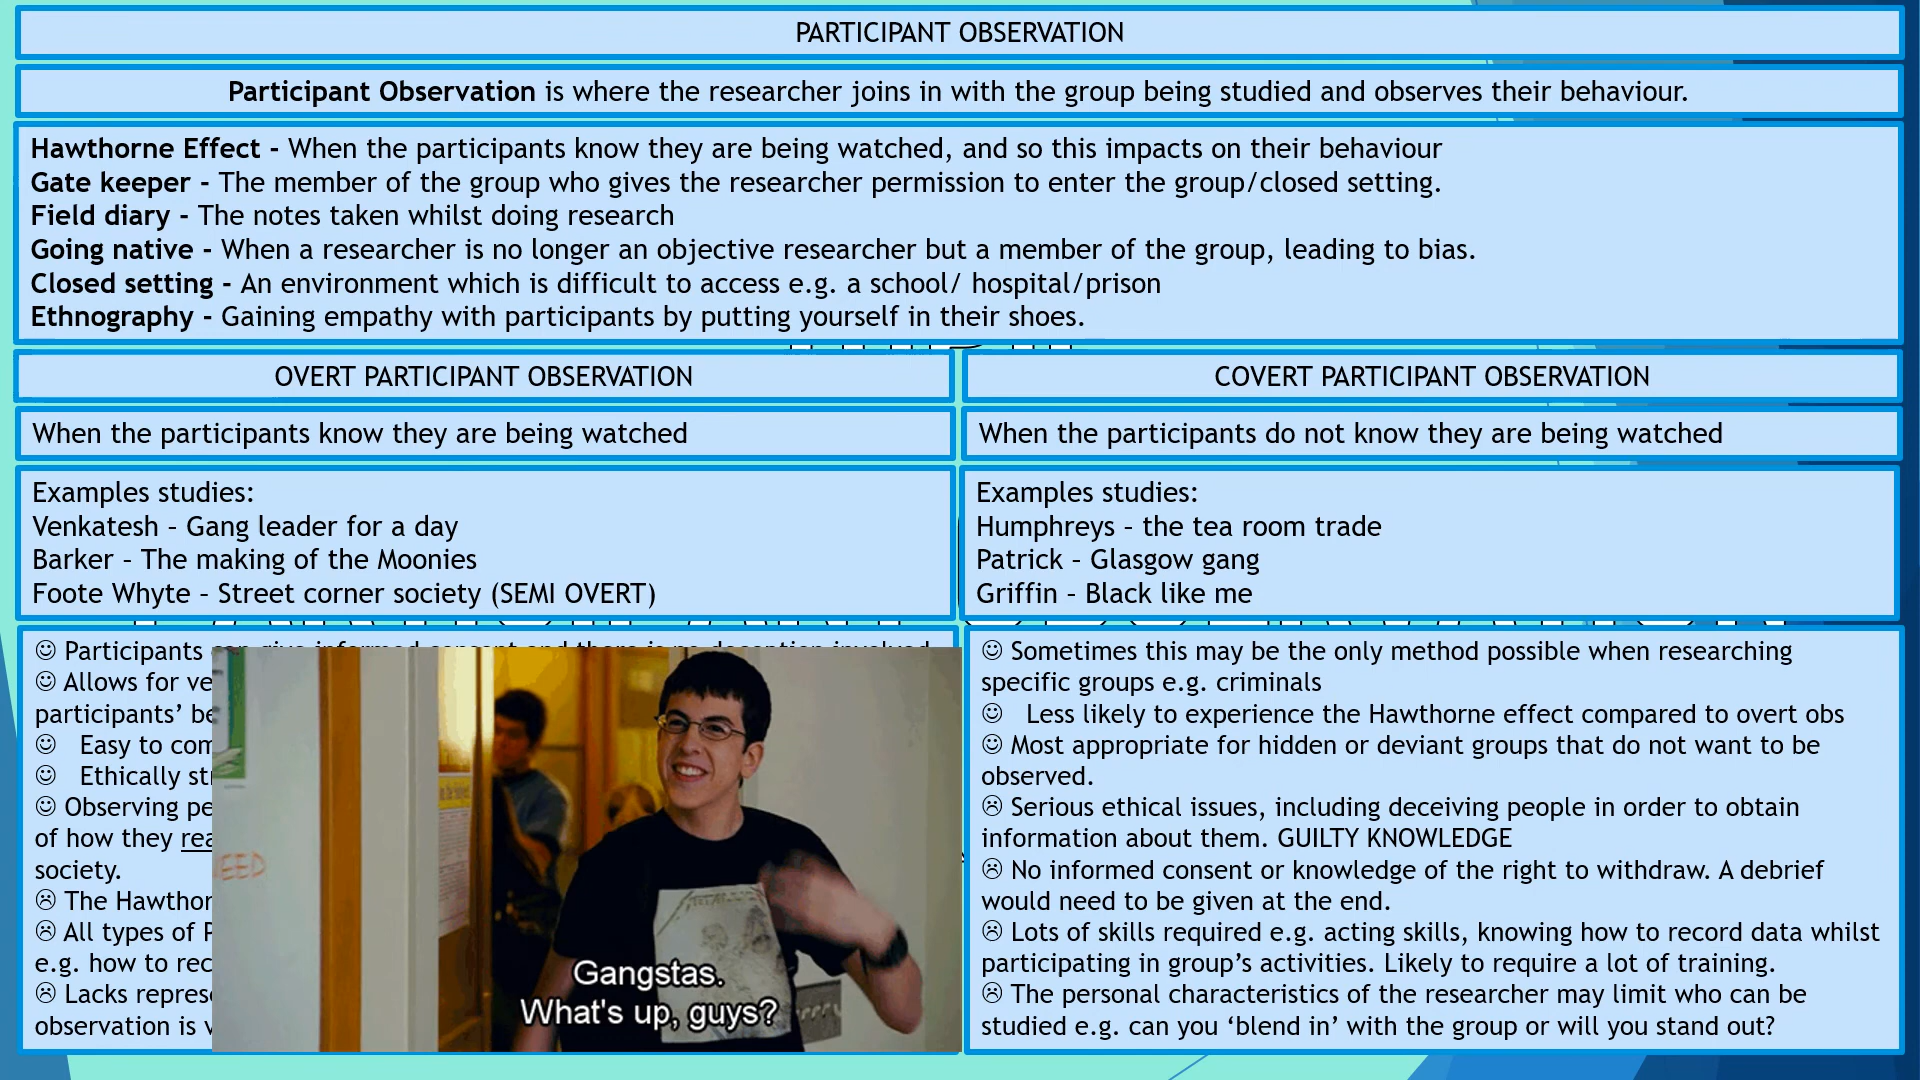 PARTICIPANT OBSERVATION
Participant Observation is where the researcher joins in with the group being studied and observes their behaviour.
Hawthorne Effect - When the participants know they are being watched, and so this impacts on their behaviour
Gate keeper - The member of the group who gives the researcher permission to enter the group/closed setting.
Field diary - The notes taken whilst doing research
Going native - When a researcher is no longer an objective researcher but a member of the group, leading to bias.
Closed setting - An environment which is difficult to access e.g. a school/ hospital/prison
Ethnography - Gaining empathy with participants by putting yourself in their shoes.
OVERT PARTICIPANT OBSERVATION
When the participants know they are being watched
Examples studies:
Venkatesh – Gang leader for a day
Barker – The making of the Moonies
Foote Whyte – Street corner society (SEMI OVERT)
☺ Participants can give informed consent and there is no deception involved
☺ Allows for
participants'
☺ Easy to
☺ Ethically
☺ Observing
of how they
society.
☹ The
☹ All types of
e.g. how to
☹ Lacks
observation is
Gangstas.
What's up, guys?
COVERT PARTICIPANT OBSERVATION
When the participants do not know they are being watched
Examples studies:
Humphreys – the tea room trade
Patrick – Glasgow gang
Griffin – Black like me
☺ Sometimes this may be the only method possible when researching
specific groups e.g. criminals
☺ Less likely to experience the Hawthorne effect compared to overt obs
☺ Most appropriate for hidden or deviant groups that do not want to be
observed.
☹ Serious ethical issues, including deceiving people in order to obtain
information about them. GUILTY KNOWLEDGE
☹ No informed consent or knowledge of the right to withdraw. A debrief
would need to be given at the end.
☹ Lots of skills required e.g. acting skills, knowing how to record data whilst
participating in group's activities. Likely to require a lot of training.
☹ The personal characteristics of the researcher may limit who can be
studied e.g. can you 'blend in' with the group or will you stand out?